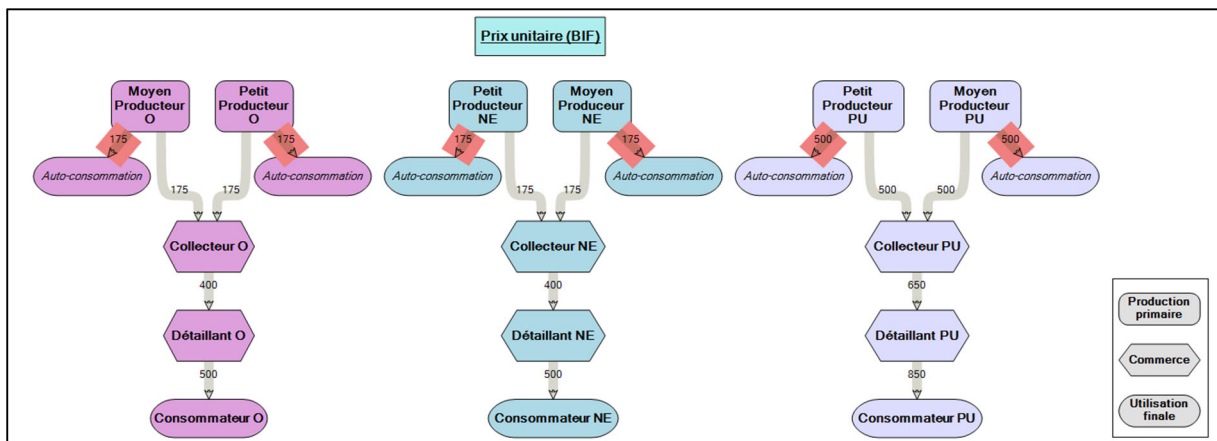 Prix unitaire (BIF)
Moyen
Producteur
O
Petit
Producteur
O
Petit
Producteur
NE
Moyen
Producteur
NE
Petit
Producteur
PU
Moyen
Producteur
PU
175
175
175
175
500
500
Auto-consommation
Auto-consommation
Auto-consommation
Auto-consommation
Auto-consommation
Auto-consommation
175
175
175
175
500
500
Collecteur O
Collecteur NE
Collecteur PU
400
400
650
Détaillant O
Détaillant NE
Détaillant PU
500
500
850
Consommateur O
Consommateur NE
Consommateur PU
Production
primaire
Commerce
Utilisation
finale